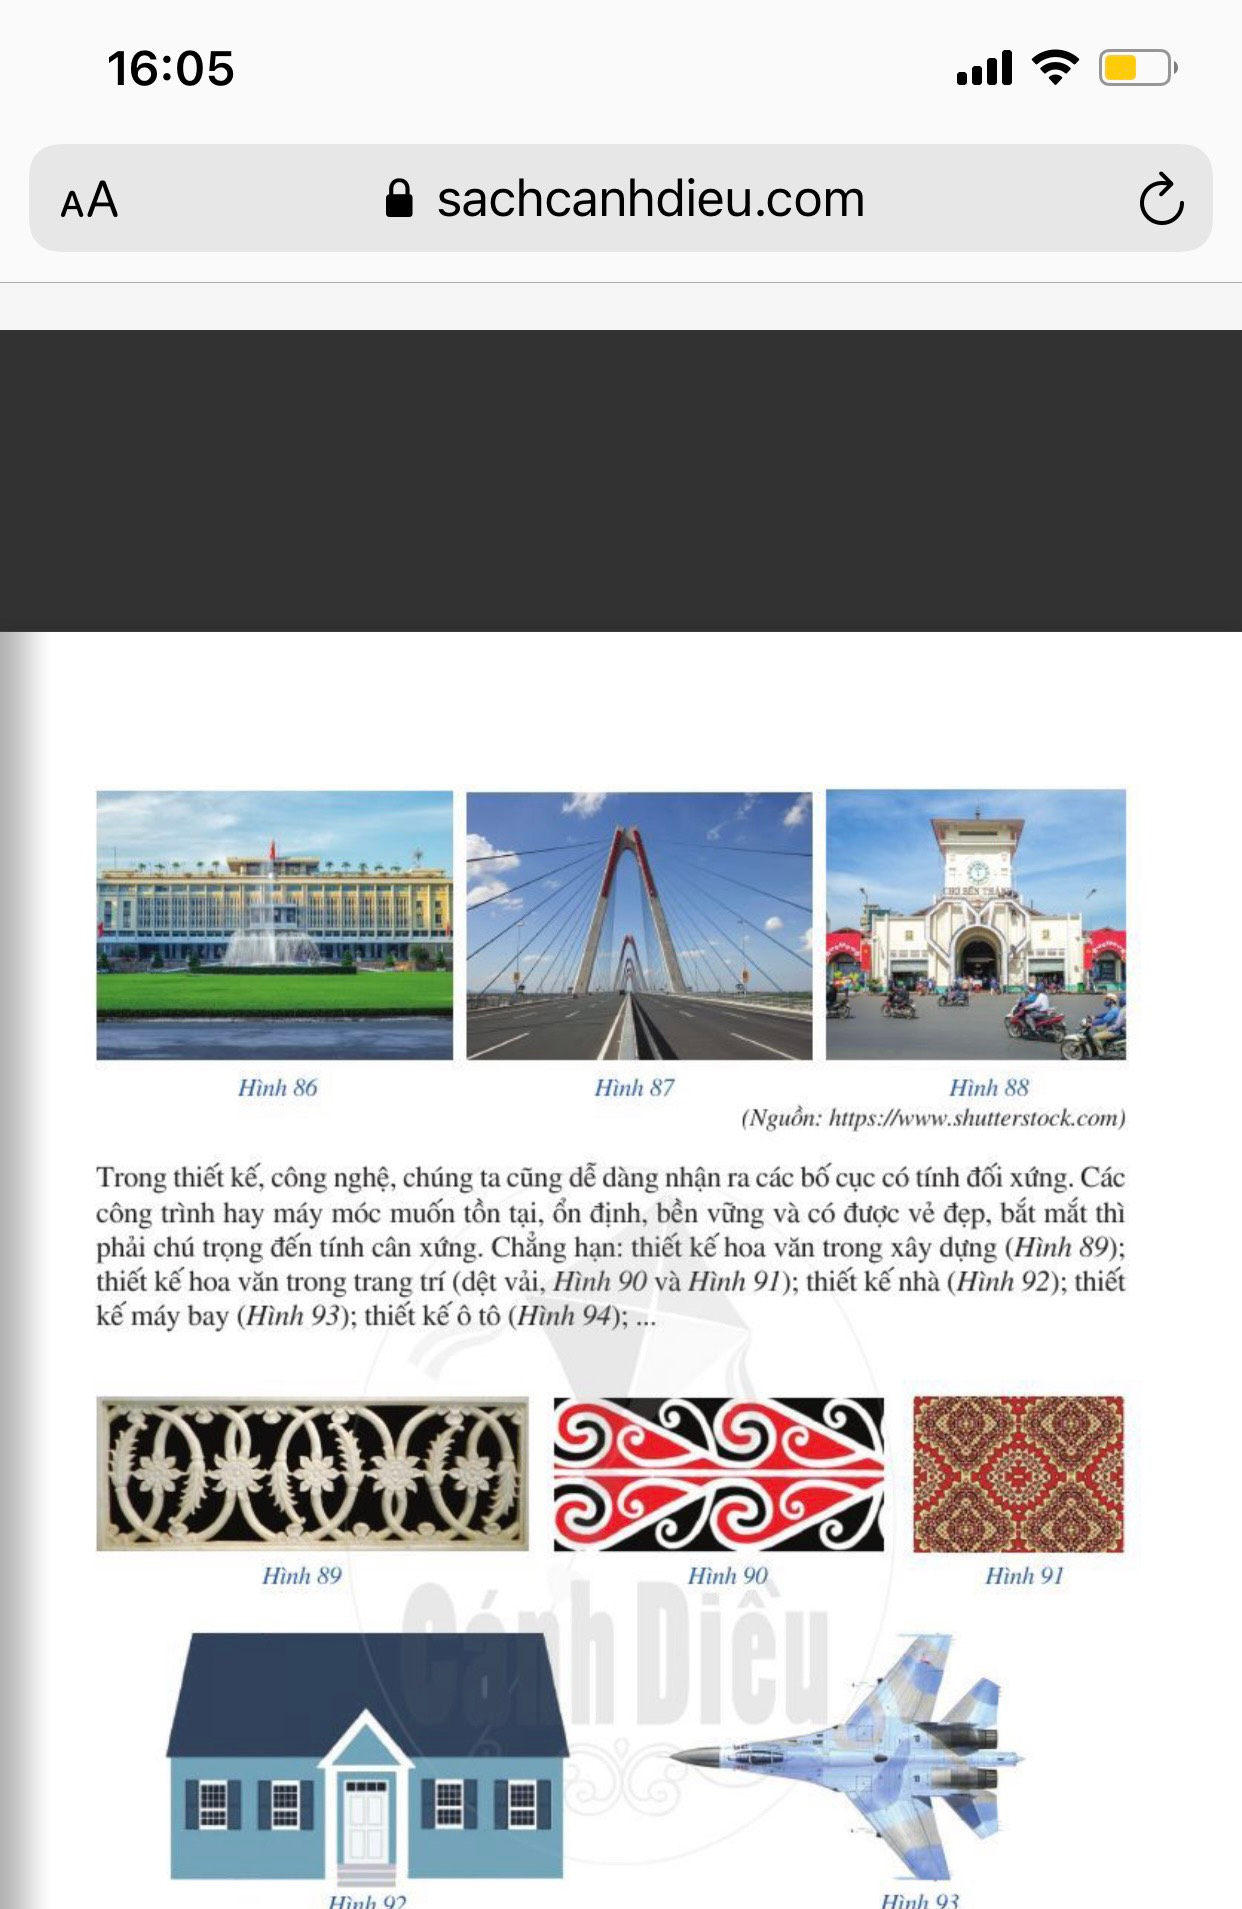 16:05
AA
sachcanhdieu.com
CHỢ BẾN THÀNH
Hình 86
Hình 87
Hình 88
(Nguồn: https://www.shutterstock.com)
Trong thiết kế, công nghệ, chúng ta cũng dễ dàng nhận ra các bố cục có tính đối xứng. Các
công trình hay máy móc muốn tồn tại, ổn định, bền vững và có được vẻ đẹp, bắt mắt thì
phải chú trọng đến tính cân xứng. Chẳng hạn: thiết kế hoa văn trong xây dựng (Hình 89);
thiết kế hoa văn trong trang trí (dệt vải, Hình 90 và Hình 91); thiết kế nhà (Hình 92); thiết
kế máy bay (Hình 93); thiết kế ô tô (Hình 94); ...
Hình 89
Hình 90
Hình 91
Cánh Diều
Hình 92
Hình 93